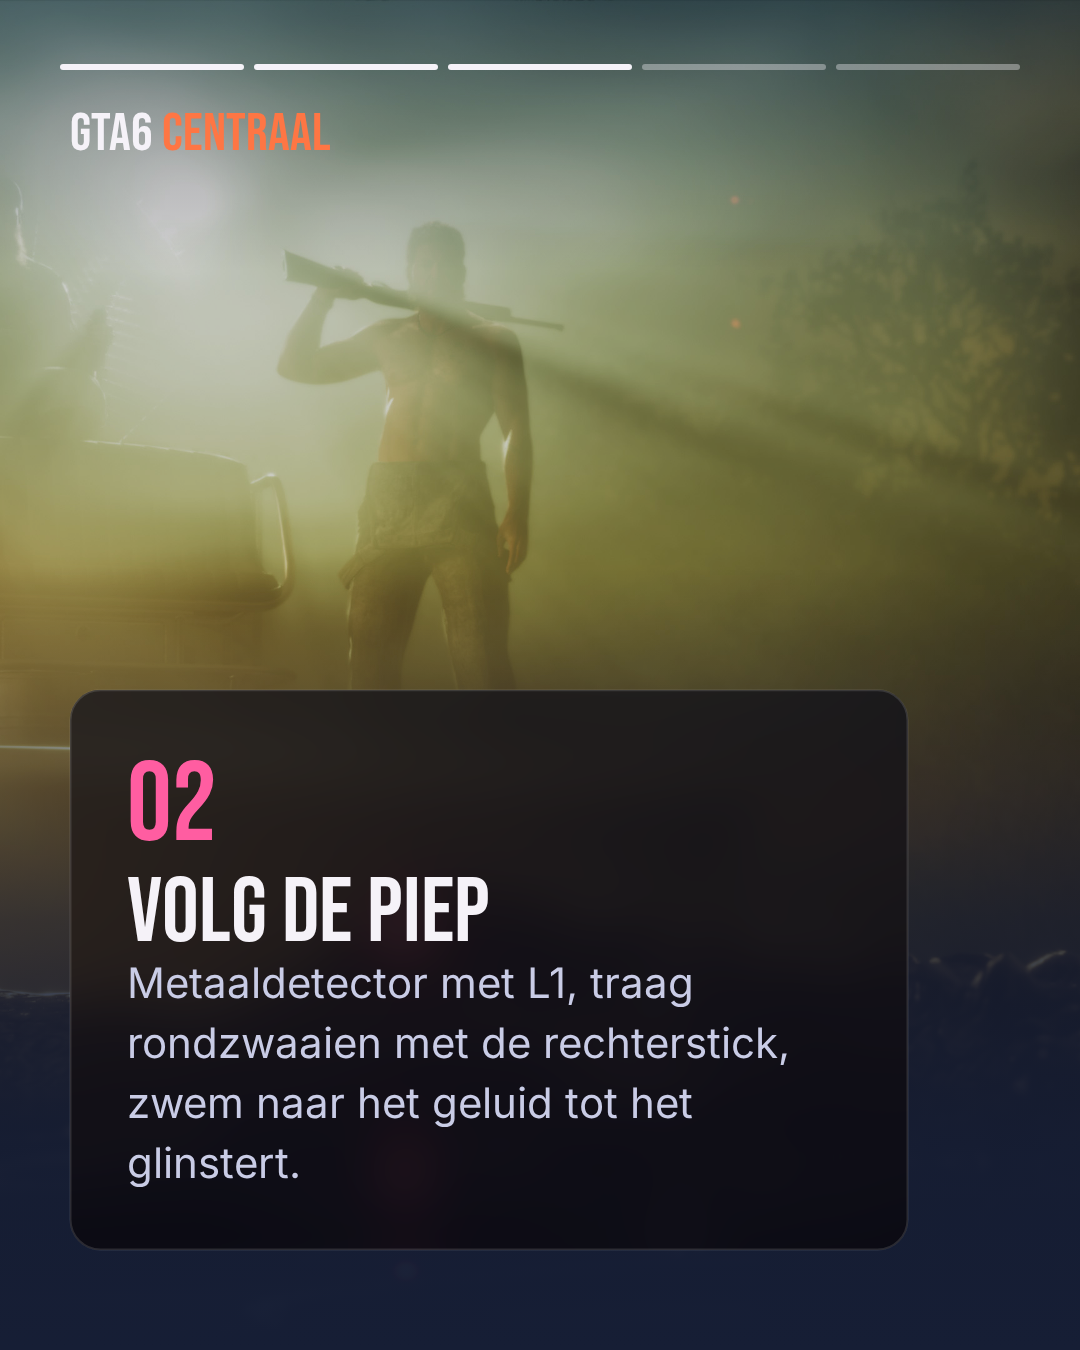 GTA6 CENTRAAL
02
VOLG DE PIEP
Metaaldetector met L1, traag
rondzwaaien met de rechterstick,
zwem naar het geluid tot het
glinstert.